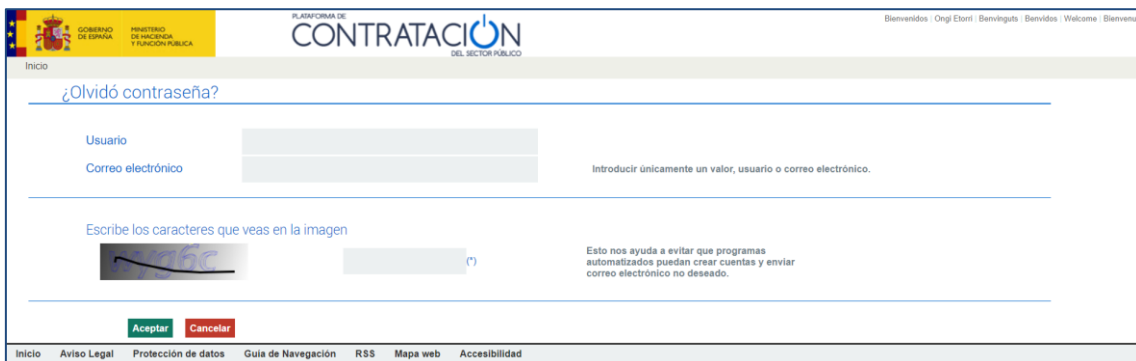 GOBIERNO
DE ESPAÑA
MINISTERIO
DE HACIENDA
Y FUNCIÓN PÚBLICA
PLATAFORMA DE
CONTRATACIÓN
DEL SECTOR PÚBLICO
Bienvenidos | Ongi Etorri | Benvinguts | Benvidos | Welcome | Bienvenu
Inicio
¿Olvidó contraseña?
Usuario
Correo electrónico
Introducir únicamente un valor, usuario o correo electrónico.
Escribe los caracteres que veas en la imagen
(*)
Esto nos ayuda a evitar que programas
automatizados puedan crear cuentas y enviar
correo electrónico no deseado.
Aceptar Cancelar
Inicio Aviso Legal Protección de datos Guia de Navegación RSS Mapa web Accesibilidad